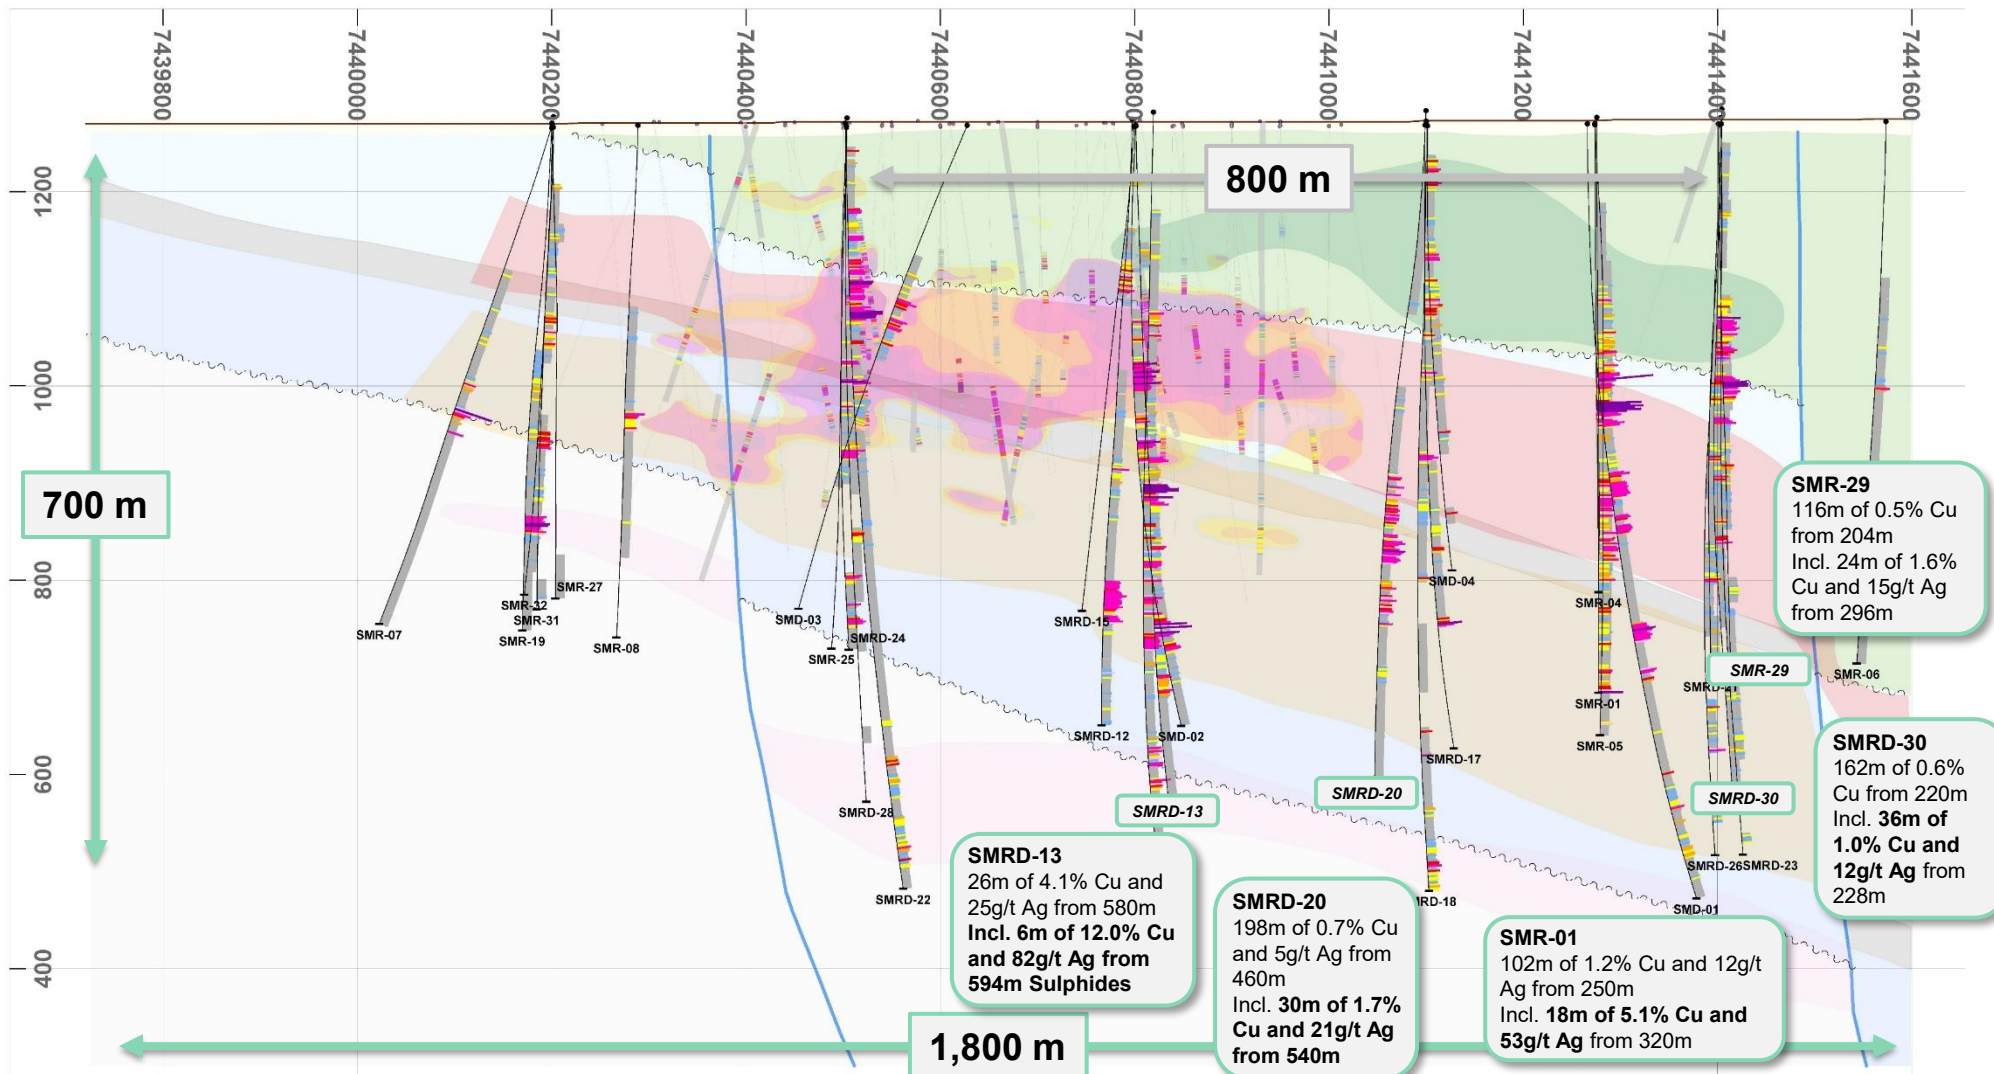 7439800
7440000
7440200
7440400
7440600
7440800
7441000
7441200
7441400
7441600
1200
1000
800
600
400
800 m
700 m
1,800 m
SMR-07
SMR-32
SMR-31
SMR-19
SMR-27
SMR-08
SMD-03
SMR-25
SMRD-24
SMRD-28
SMRD-22
SMRD-15
SMRD-12
SMD-02
SMRD-13
SMRD-20
SMD-04
SMRD-17
RD-18
SMR-04
SMR-01
SMR-05
SMD-01
SMRD-21
SMR-29
SMRD-30
SMRD-26
SMRD-23
SMR-06
SMR-29
116m of 0.5% Cu
from 204m
Incl. 24m of 1.6%
Cu and 15g/t Ag
from 296m
SMRD-30
162m of 0.6%
Cu from 220m
Incl. 36m of
1.0% Cu and
12g/t Ag from
228m
SMRD-13
26m of 4.1% Cu and
25g/t Ag from 580m
Incl. 6m of 12.0% Cu
and 82g/t Ag from
594m Sulphides
SMRD-20
198m of 0.7% Cu
and 5g/t Ag from
460m
Incl. 30m of 1.7%
Cu and 21g/t Ag
from 540m
SMR-01
102m of 1.2% Cu and 12g/t
Ag from 250m
Incl. 18m of 5.1% Cu and
53g/t Ag from 320m